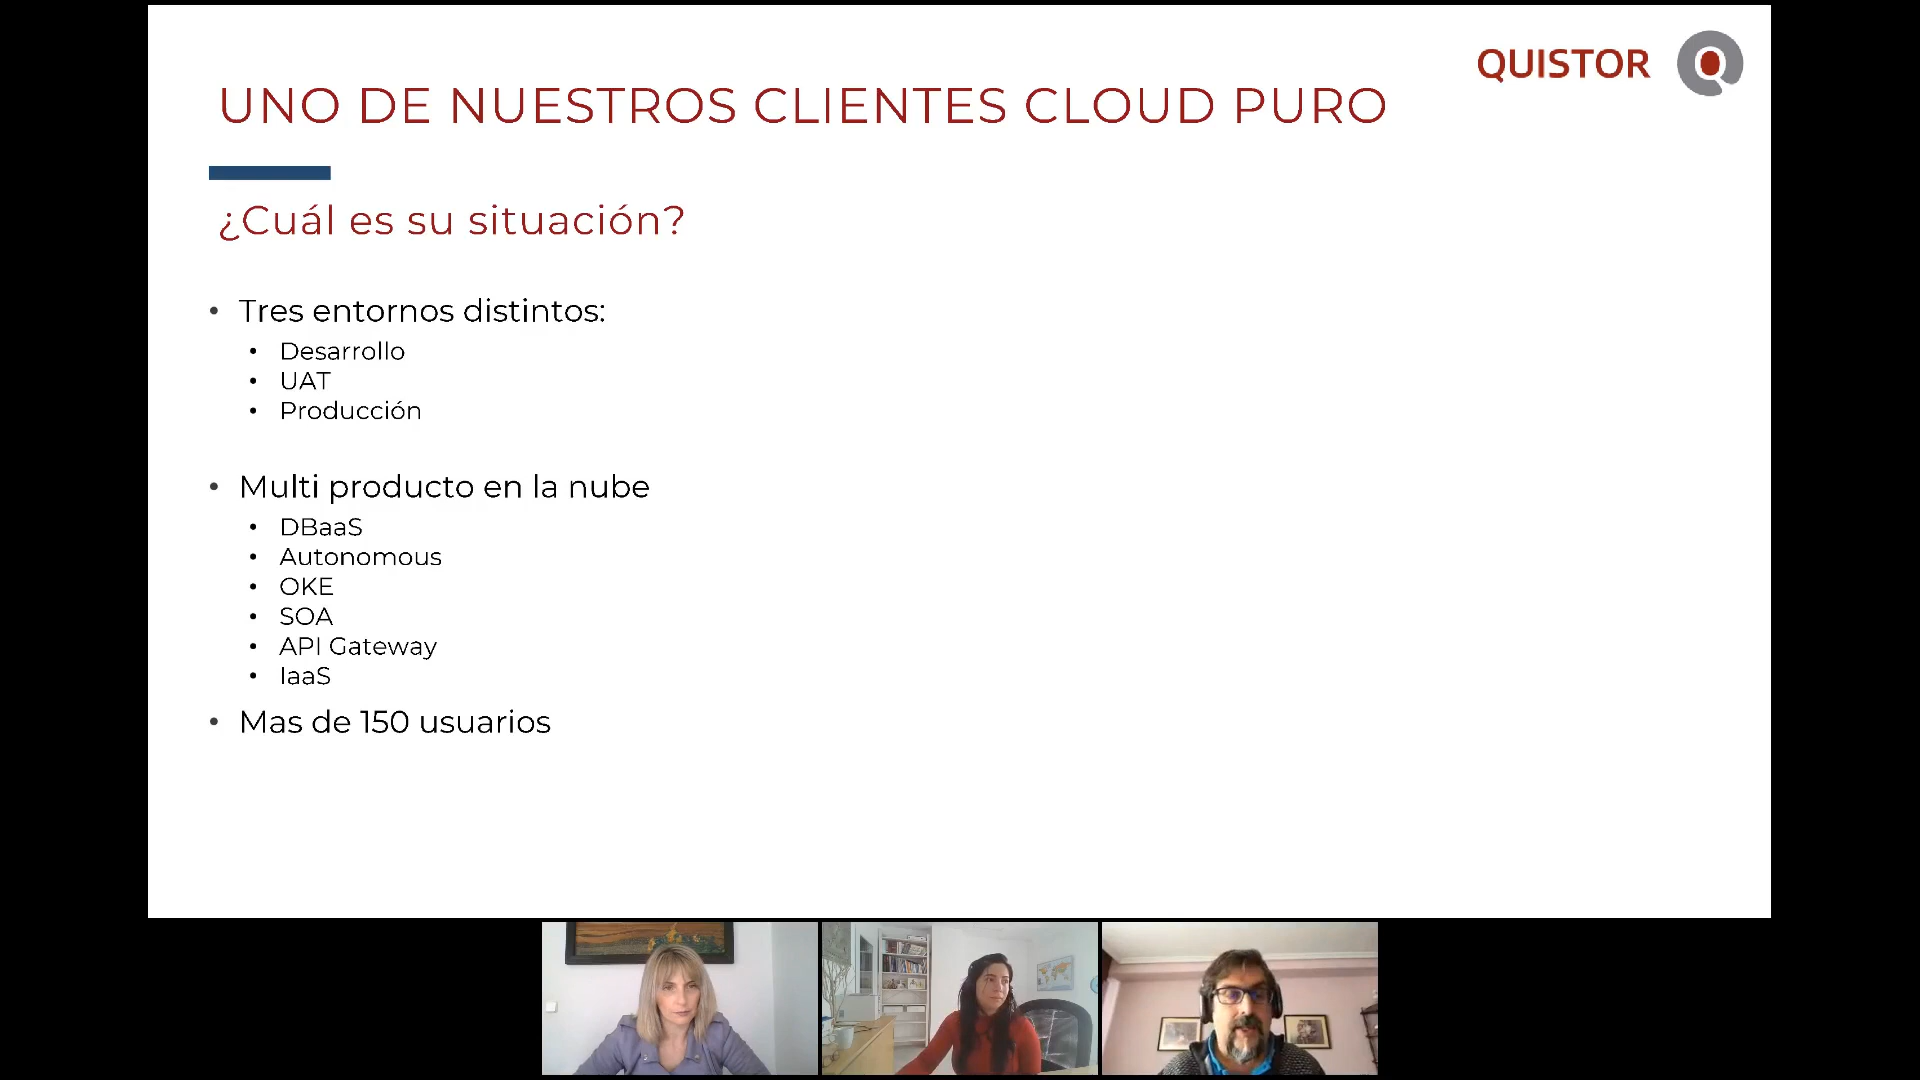 QUISTOR
UNO DE NUESTROS CLIENTES CLOUD PURO
¿Cuál es su situación?
• Tres entornos distintos:
• Desarrollo
• UAT
• Producción
• Multi producto en la nube
• DBaaS
• Autonomous
• OKE
• SOA
• API Gateway
• IaaS
• Mas de 150 usuarios